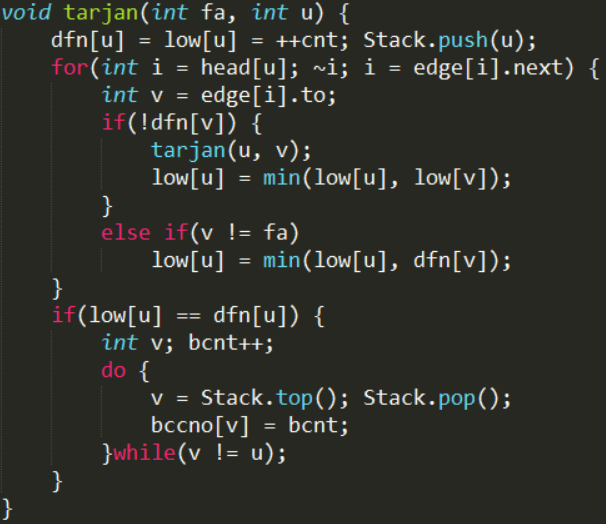 void tarjan(int fa, int u) {
    dfn[u] = low[u] = ++cnt; Stack.push(u);
    for(int i = head[u]; ~i; i = edge[i].next) {
        int v = edge[i].to;
        if(!dfn[v]) {
            tarjan(u, v);
            low[u] = min(low[u], low[v]);
        }
        else if(v != fa)
            low[u] = min(low[u], dfn[v]);
    }
    if(low[u] == dfn[u]) {
        int v; bcnt++;
        do {
            v = Stack.top(); Stack.pop();
            bccno[v] = bcnt;
        }while(v != u);
    }
}